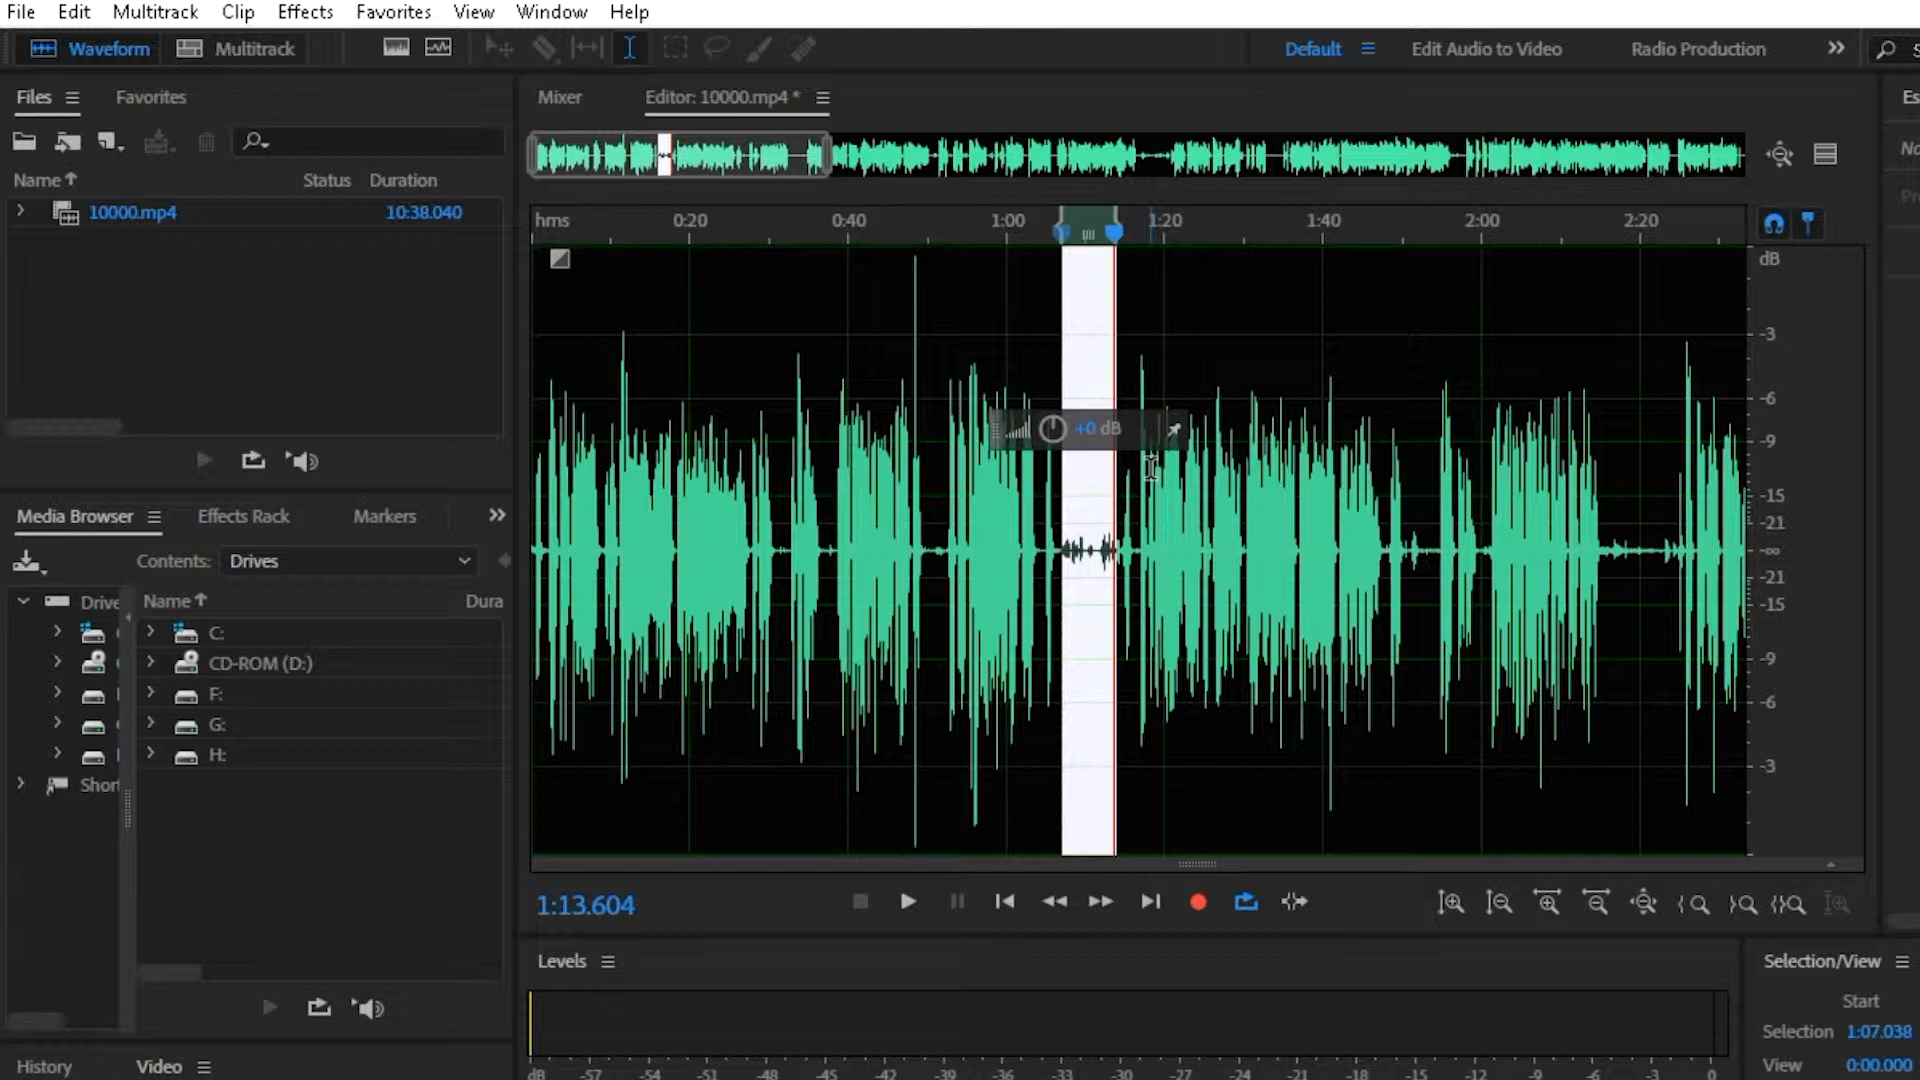 File Edit Multitrack Clip Effects Favorites View Window Help
Waveform Multitrack Default Edit Audio to Video Radio Production
Files Favorites
Mixer Editor: 10000.mp4 * Es
Name Status Duration
10000.mp4 10:38.040
hms 0:20 0:40 1:00 1:20 1:40 2:00 2:20
dB
-3
-6
+0 dB
-9
-15
-21
-∞
-21
-15
-9
-6
-3
Media Browser Effects Rack Markers
Contents: Drives
Drive Name Dura
C:
CD-ROM (D:)
F:
G:
H:
Short
1:13.604
Levels
Selection/View
Start
Selection 1:07.038
View 0:00.000
History Video
dB -57 -54 -51 -48 -45 -42 -39 -36 -33 -30 -27 -24 -21 -18 -15 -12 -9 -6 -3 0